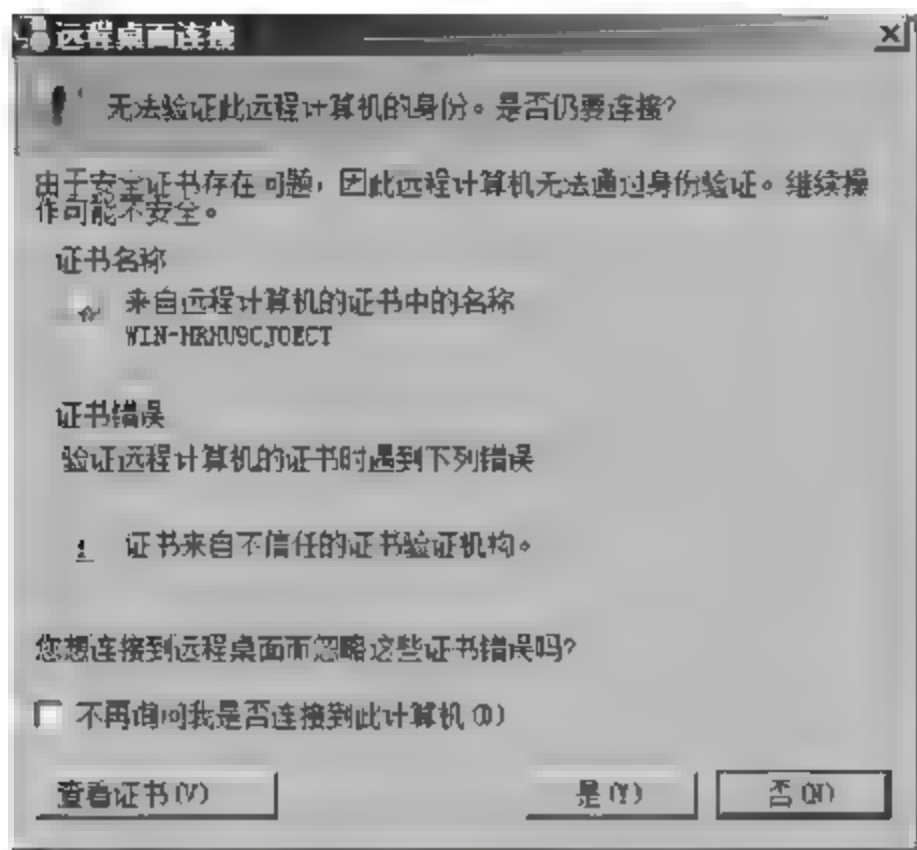 远程桌面连接
无法验证此远程计算机的身份。是否仍要连接?
由于安全证书存在问题,因此远程计算机无法通过身份验证。继续操
作可能不安全。
证书名称
来自远程计算机的证书中的名称
证书错误
验证远程计算机的证书时遇到下列错误
证书来自不信任的证书验证机构。
您想连接到远程桌面而忽略这些证书错误吗?
不再询问我是否连接到此计算机(D)
查看证书(V)
是(Y)
否(N)